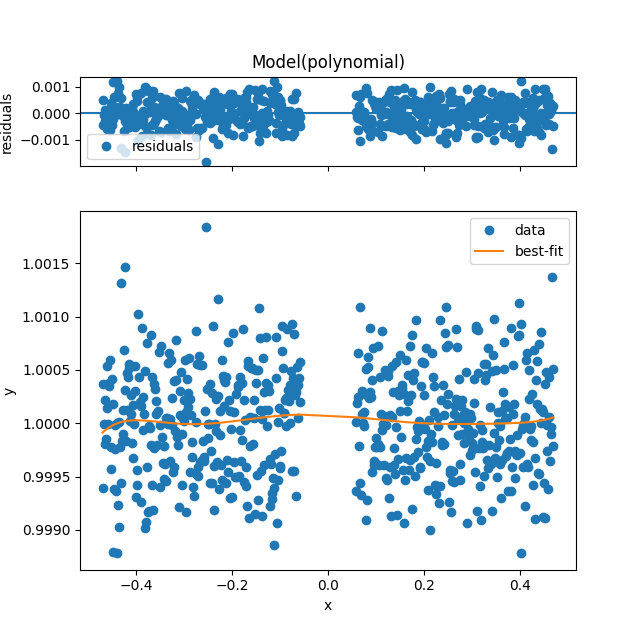 Model(polynomial)
residuals
0.001
0.000
−0.001
residuals
y
1.0015
1.0010
1.0005
1.0000
0.9995
0.9990
data
best-fit
−0.4
−0.2
0.0
0.2
0.4
x